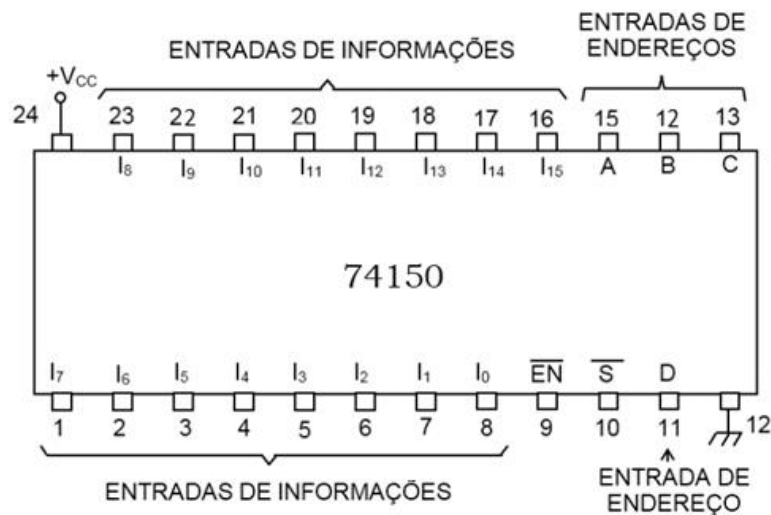 ENTRADAS DE INFORMAÇÕES
ENTRADAS DE
ENDEREÇOS
+VCC
24 23 22 21 20 19 18 17 16 15 12 13
I8 I9 I10 I11 I12 I13 I14 I15 A B C
74150
I7 I6 I5 I4 I3 I2 I1 I0 EN S D
1 2 3 4 5 6 7 8 9 10 11 12
ENTRADAS DE INFORMAÇÕES
ENTRADA DE
ENDEREÇO